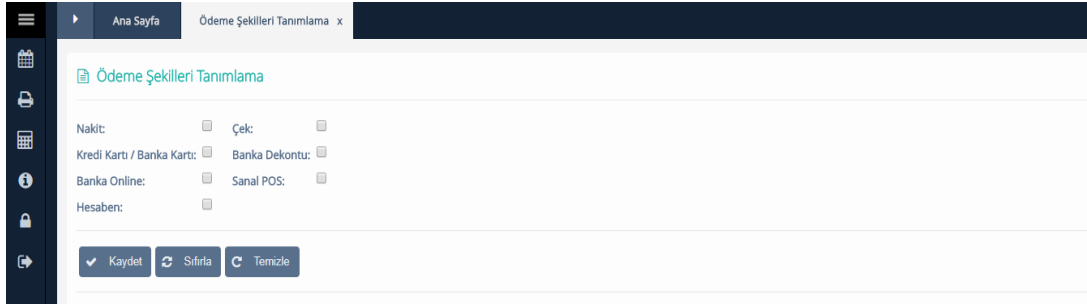 Ana Sayfa Ödeme Şekilleri Tanımlama x
Ödeme Şekilleri Tanımlama
Nakit: Çek:
Kredi Kartı / Banka Kartı: Banka Dekontu:
Banka Online: Sanal POS:
Hesaben:
Kaydet Sıfırla Temizle